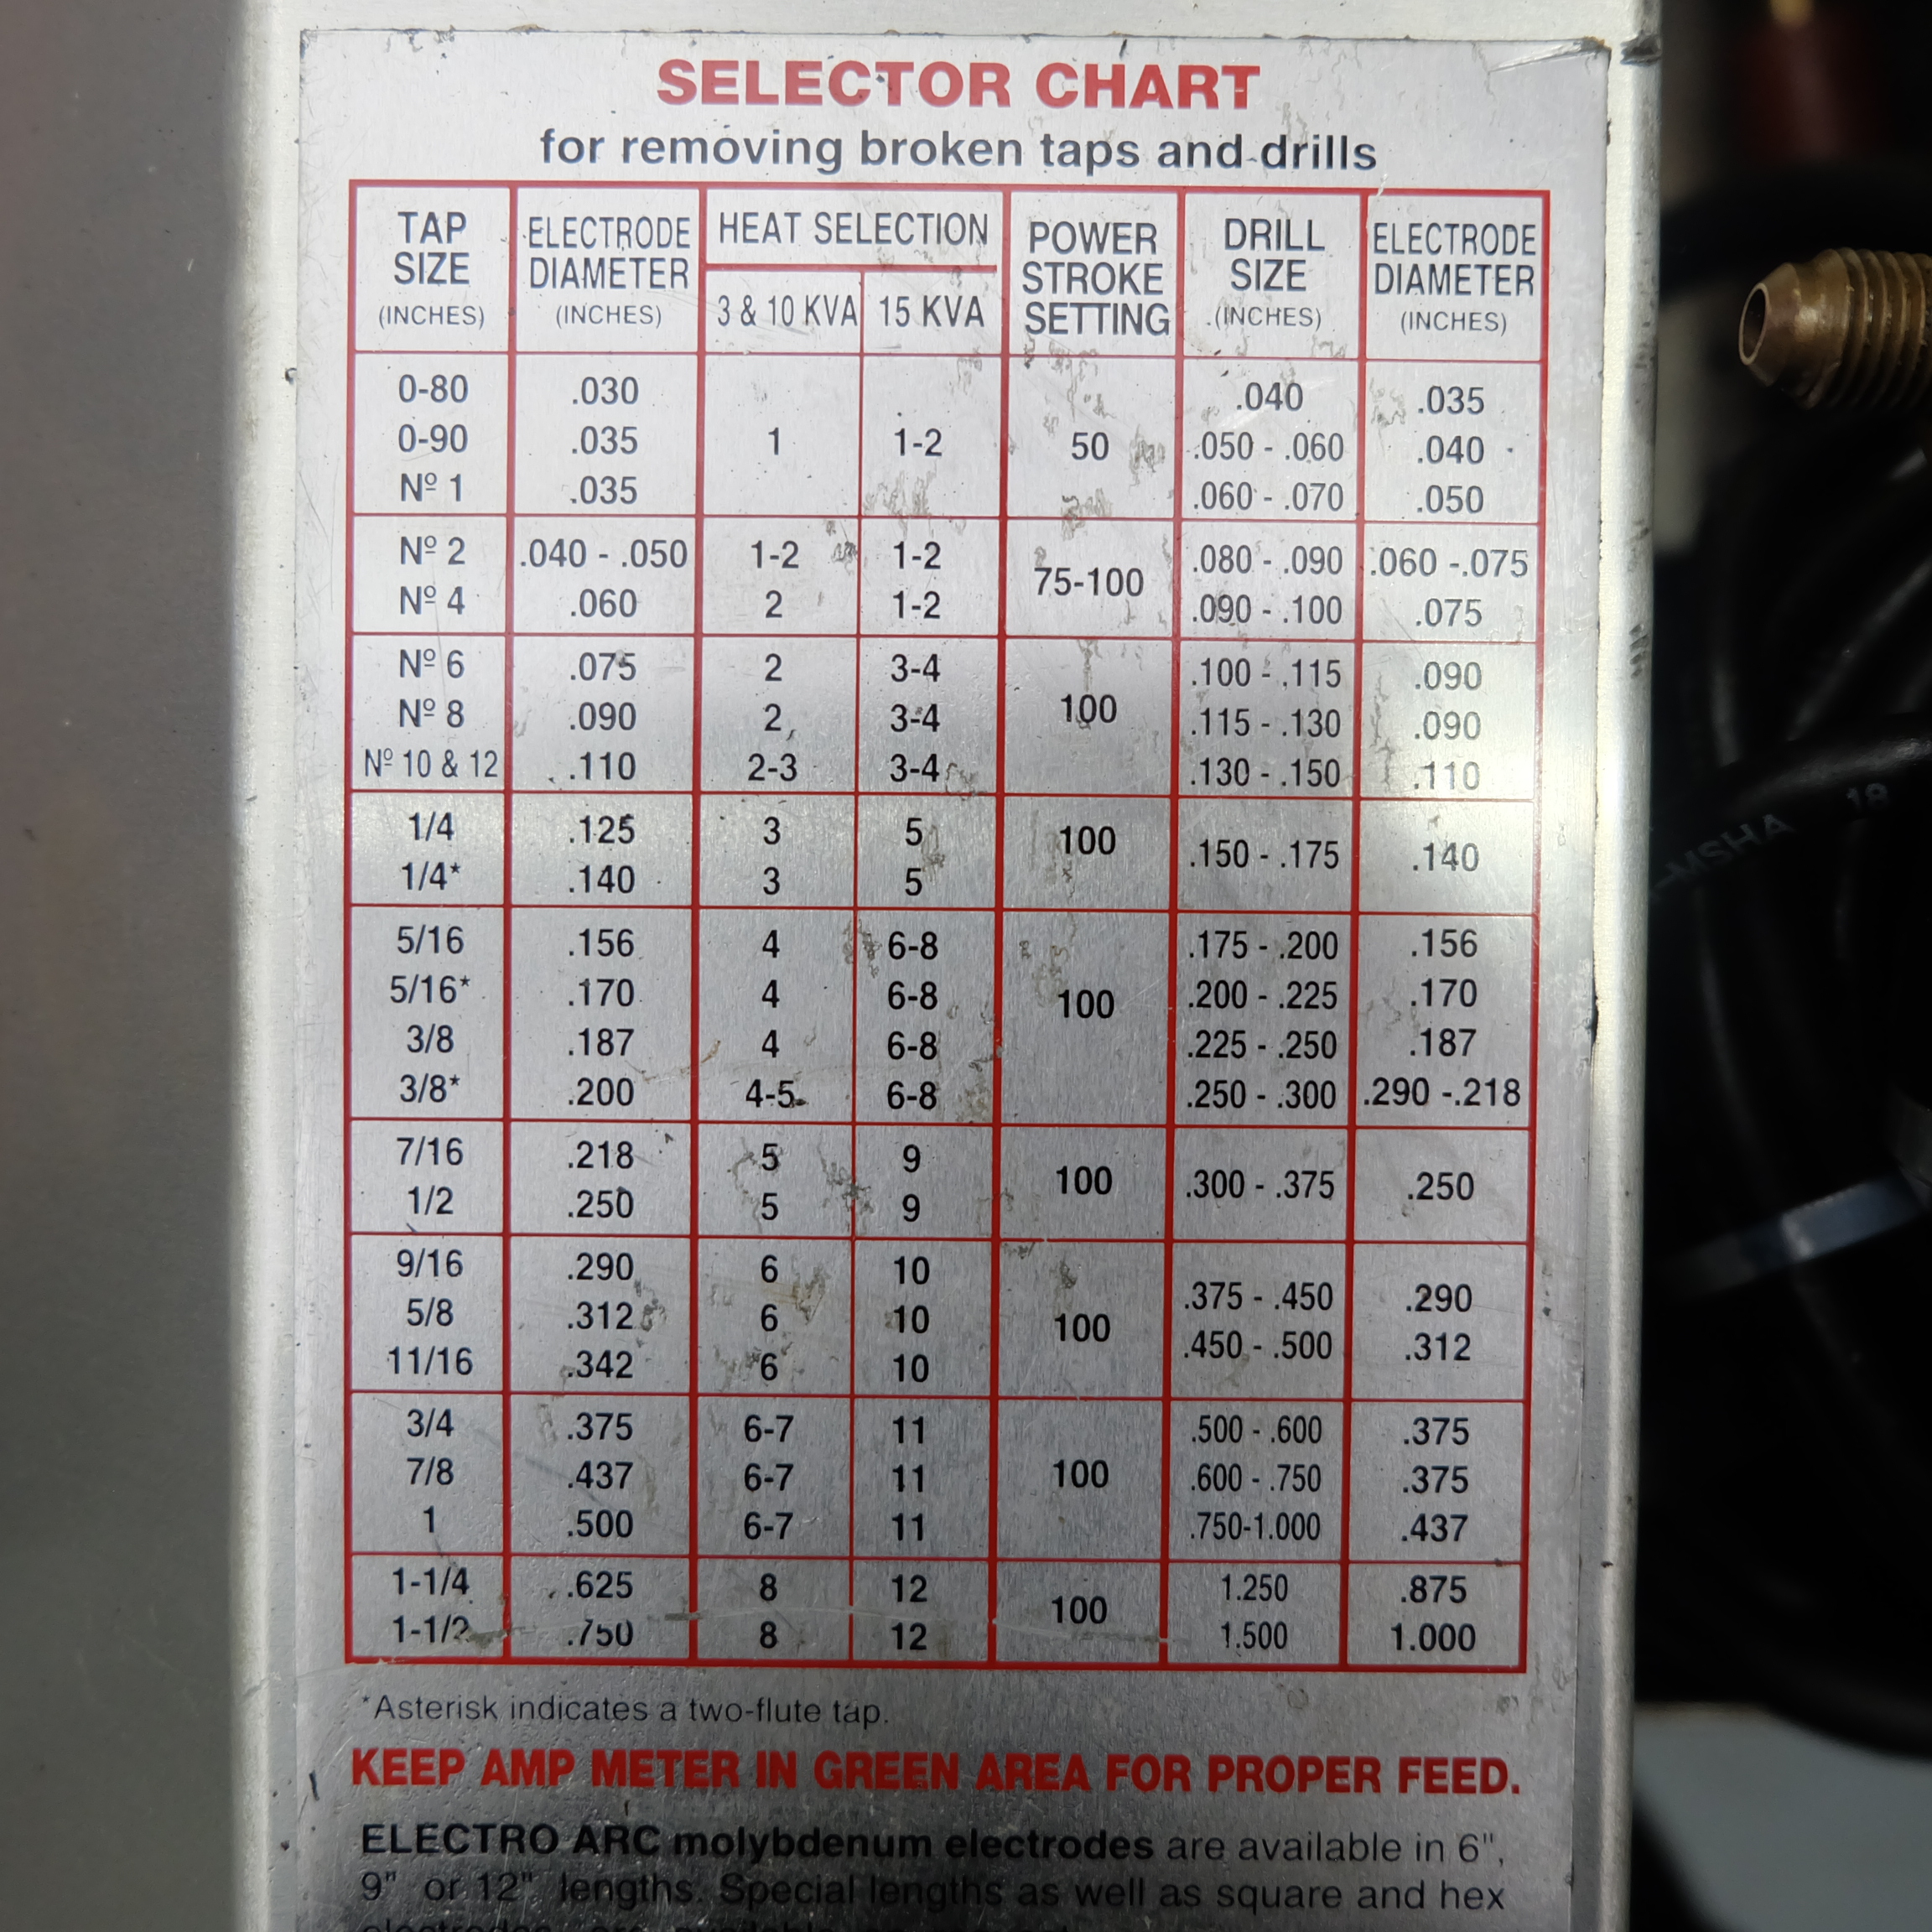 SELECTOR CHART
for removing broken taps and drills
TAP SIZE (INCHES) ELECTRODE DIAMETER (INCHES) HEAT SELECTION 3 & 10 KVA 15 KVA POWER STROKE SETTING DRILL SIZE (INCHES) ELECTRODE DIAMETER (INCHES)
0-80 .030 .040 .035
0-90 .035 1 1-2 50 .050 - .060 .040
Nº 1 .035 .060 - .070 .050
Nº 2 .040 - .050 1-2 1-2 75-100 .080 - .090 .060 -.075
Nº 4 .060 2 1-2 .090 - .100 .075
Nº 6 .075 2 3-4 .100 - .115 .090
Nº 8 .090 2 3-4 100 .115 - .130 .090
Nº 10 & 12 .110 2-3 3-4 .130 - .150 .110
1/4 .125 3 5 100 .150 - .175 .140
1/4* .140 3 5
5/16 .156 4 6-8 .175 - .200 .156
5/16* .170 4 6-8 100 .200 - .225 .170
3/8 .187 4 6-8 .225 - .250 .187
3/8* .200 4-5 6-8 .250 - .300 .290 -.218
7/16 .218 5 9 100 .300 - .375 .250
1/2 .250 5 9
9/16 .290 6 10 .375 - .450 .290
5/8 .312 6 10 100 .450 - .500 .312
11/16 .342 6 10
3/4 .375 6-7 11 .500 - .600 .375
7/8 .437 6-7 11 100 .600 - .750 .375
1 .500 6-7 11 .750-1.000 .437
1-1/4 .625 8 12 100 1.250 .875
1-1/2 .750 8 12 1.500 1.000
*Asterisk indicates a two-flute tap.
KEEP AMP METER IN GREEN AREA FOR PROPER FEED.
ELECTRO ARC molybdenum electrodes are available in 6",
9" or 12" lengths. Special lengths as well as square and hex
MSHA 18